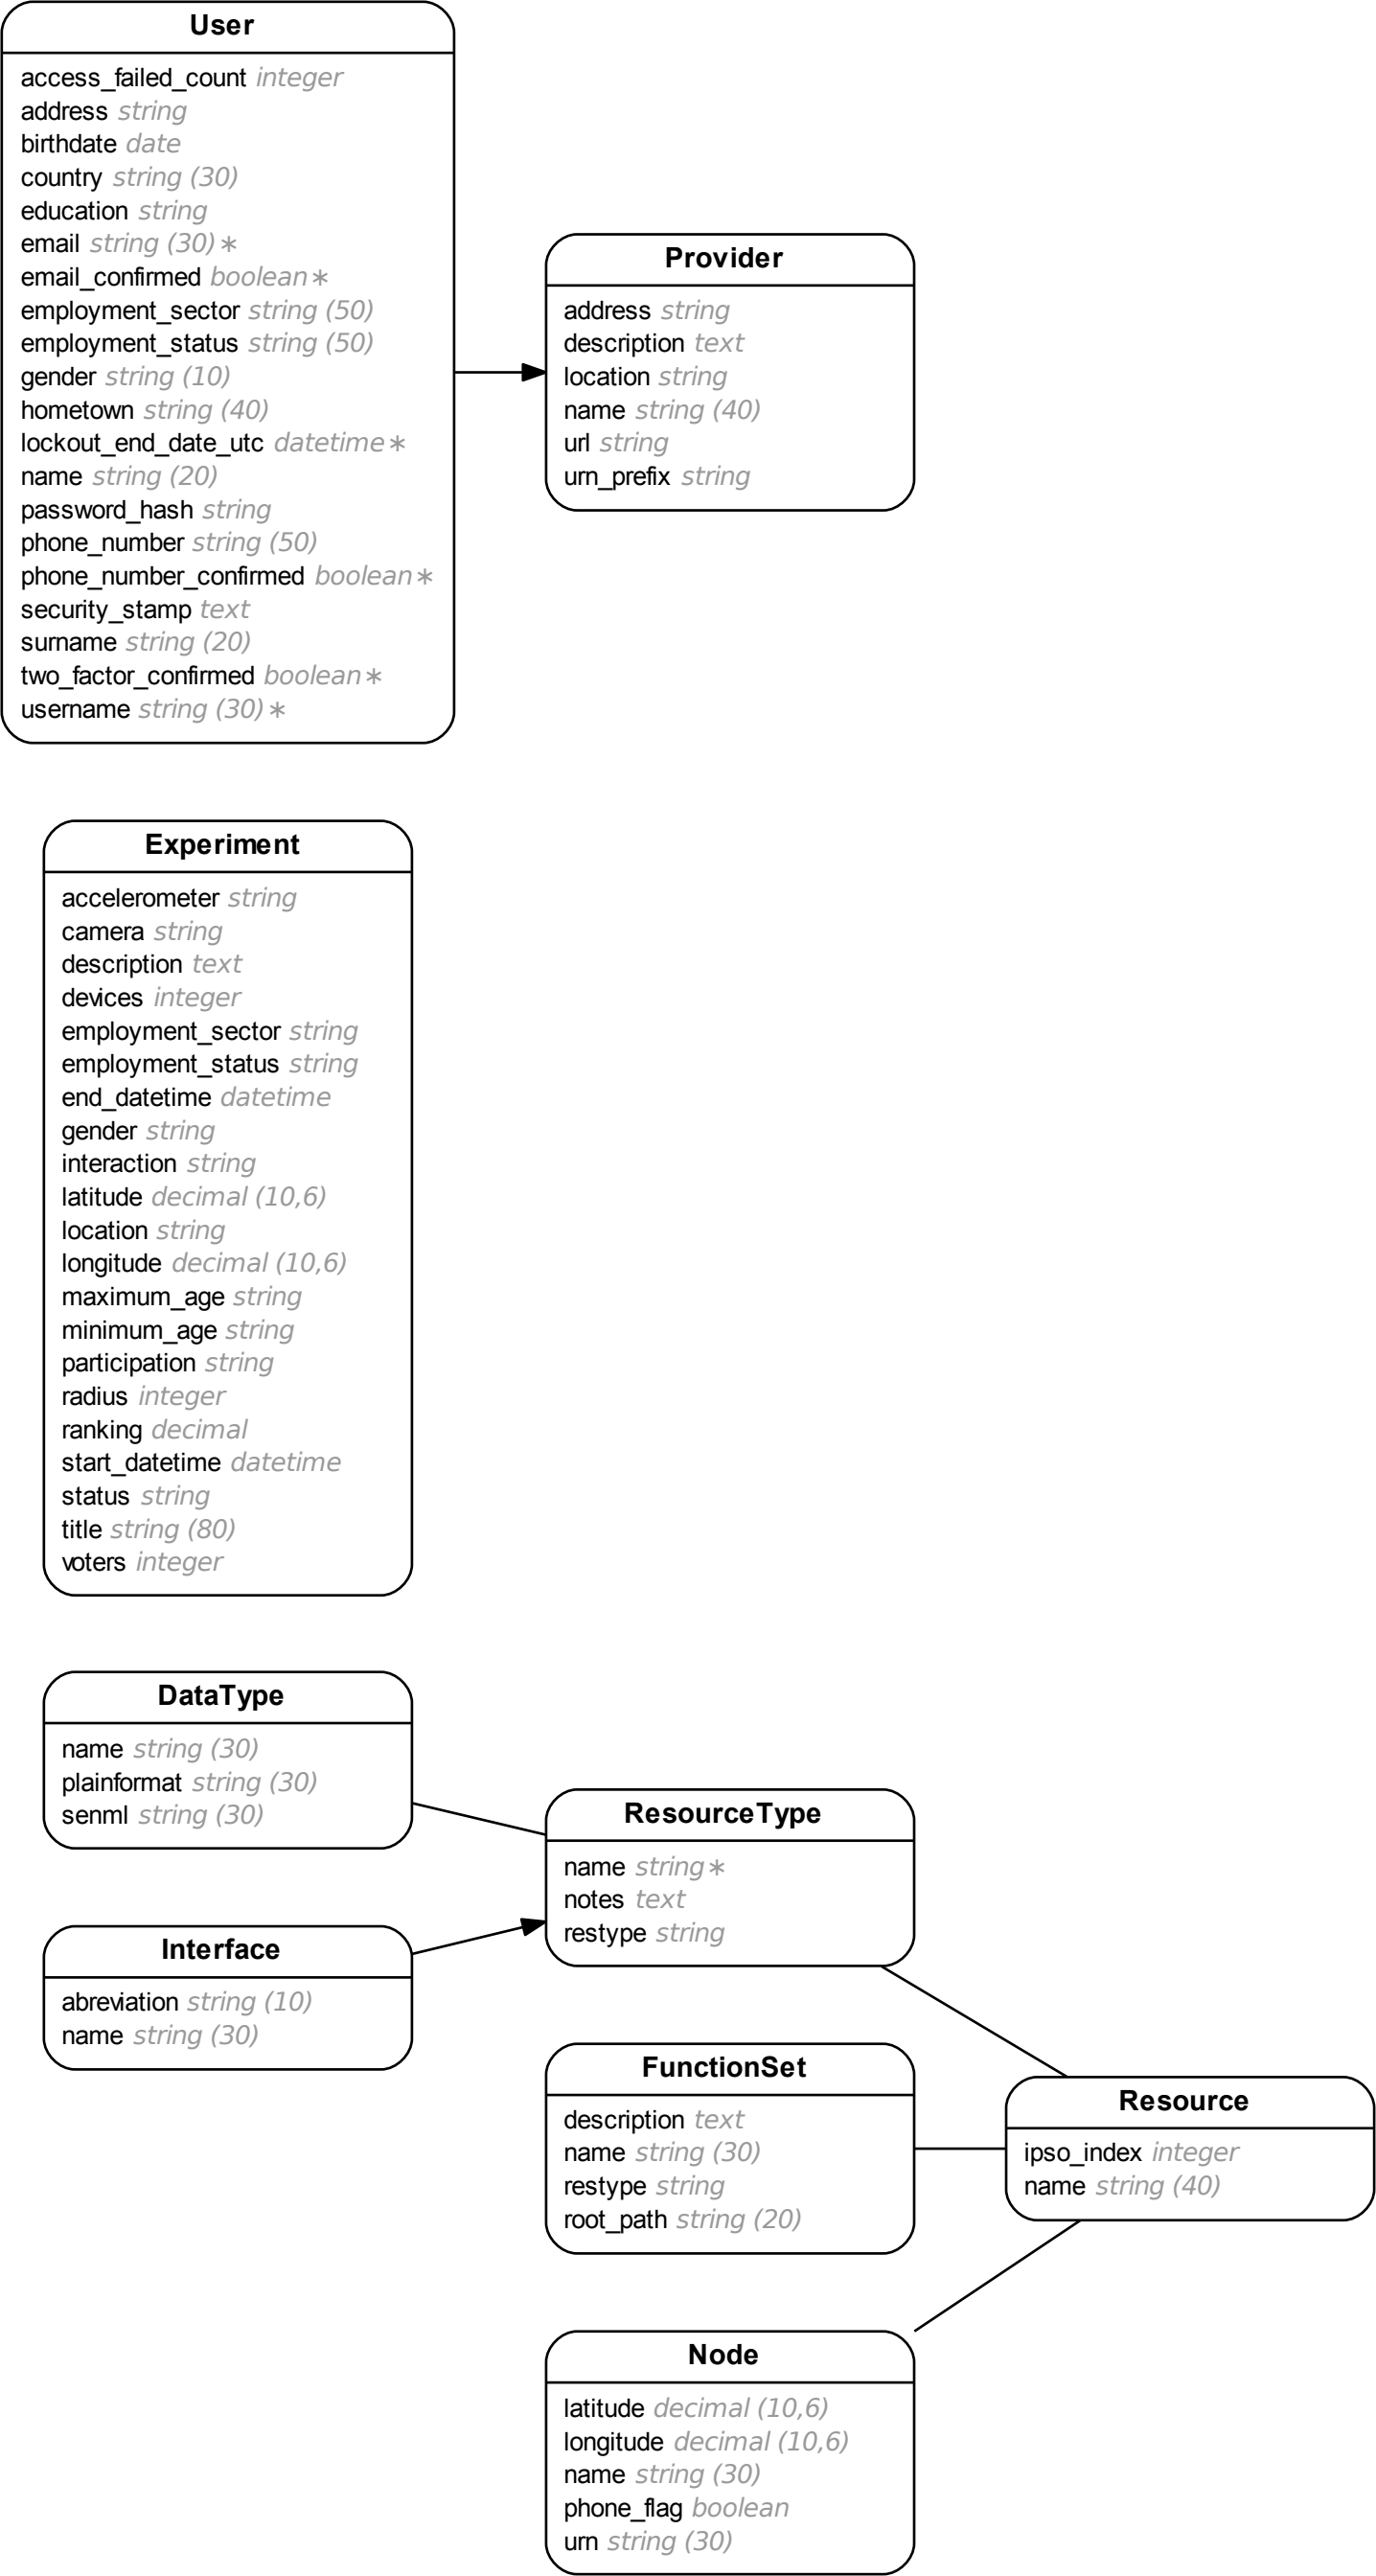 User
access_failed_count integer
address string
birthdate date
country string (30)
education string
email string (30)∗
email_confirmed boolean∗
employment_sector string (50)
employment_status string (50)
gender string (10)
hometown string (40)
lockout_end_date_utc datetime∗
name string (20)
password_hash string
phone_number string (50)
phone_number_confirmed boolean∗
security_stamp text
surname string (20)
two_factor_confirmed boolean∗
username string (30)∗
Provider
address string
description text
location string
name string (40)
url string
urn_prefix string
Experiment
accelerometer string
camera string
description text
devices integer
employment_sector string
employment_status string
end_datetime datetime
gender string
interaction string
latitude decimal (10,6)
location string
longitude decimal (10,6)
maximum_age string
minimum_age string
participation string
radius integer
ranking decimal
start_datetime datetime
status string
title string (80)
voters integer
DataType
name string (30)
plainformat string (30)
senml string (30)
ResourceType
name string∗
notes text
restype string
Interface
abreviation string (10)
name string (30)
FunctionSet
description text
name string (30)
restype string
root_path string (20)
Resource
ipso_index integer
name string (40)
Node
latitude decimal (10,6)
longitude decimal (10,6)
name string (30)
phone_flag boolean
urn string (30)